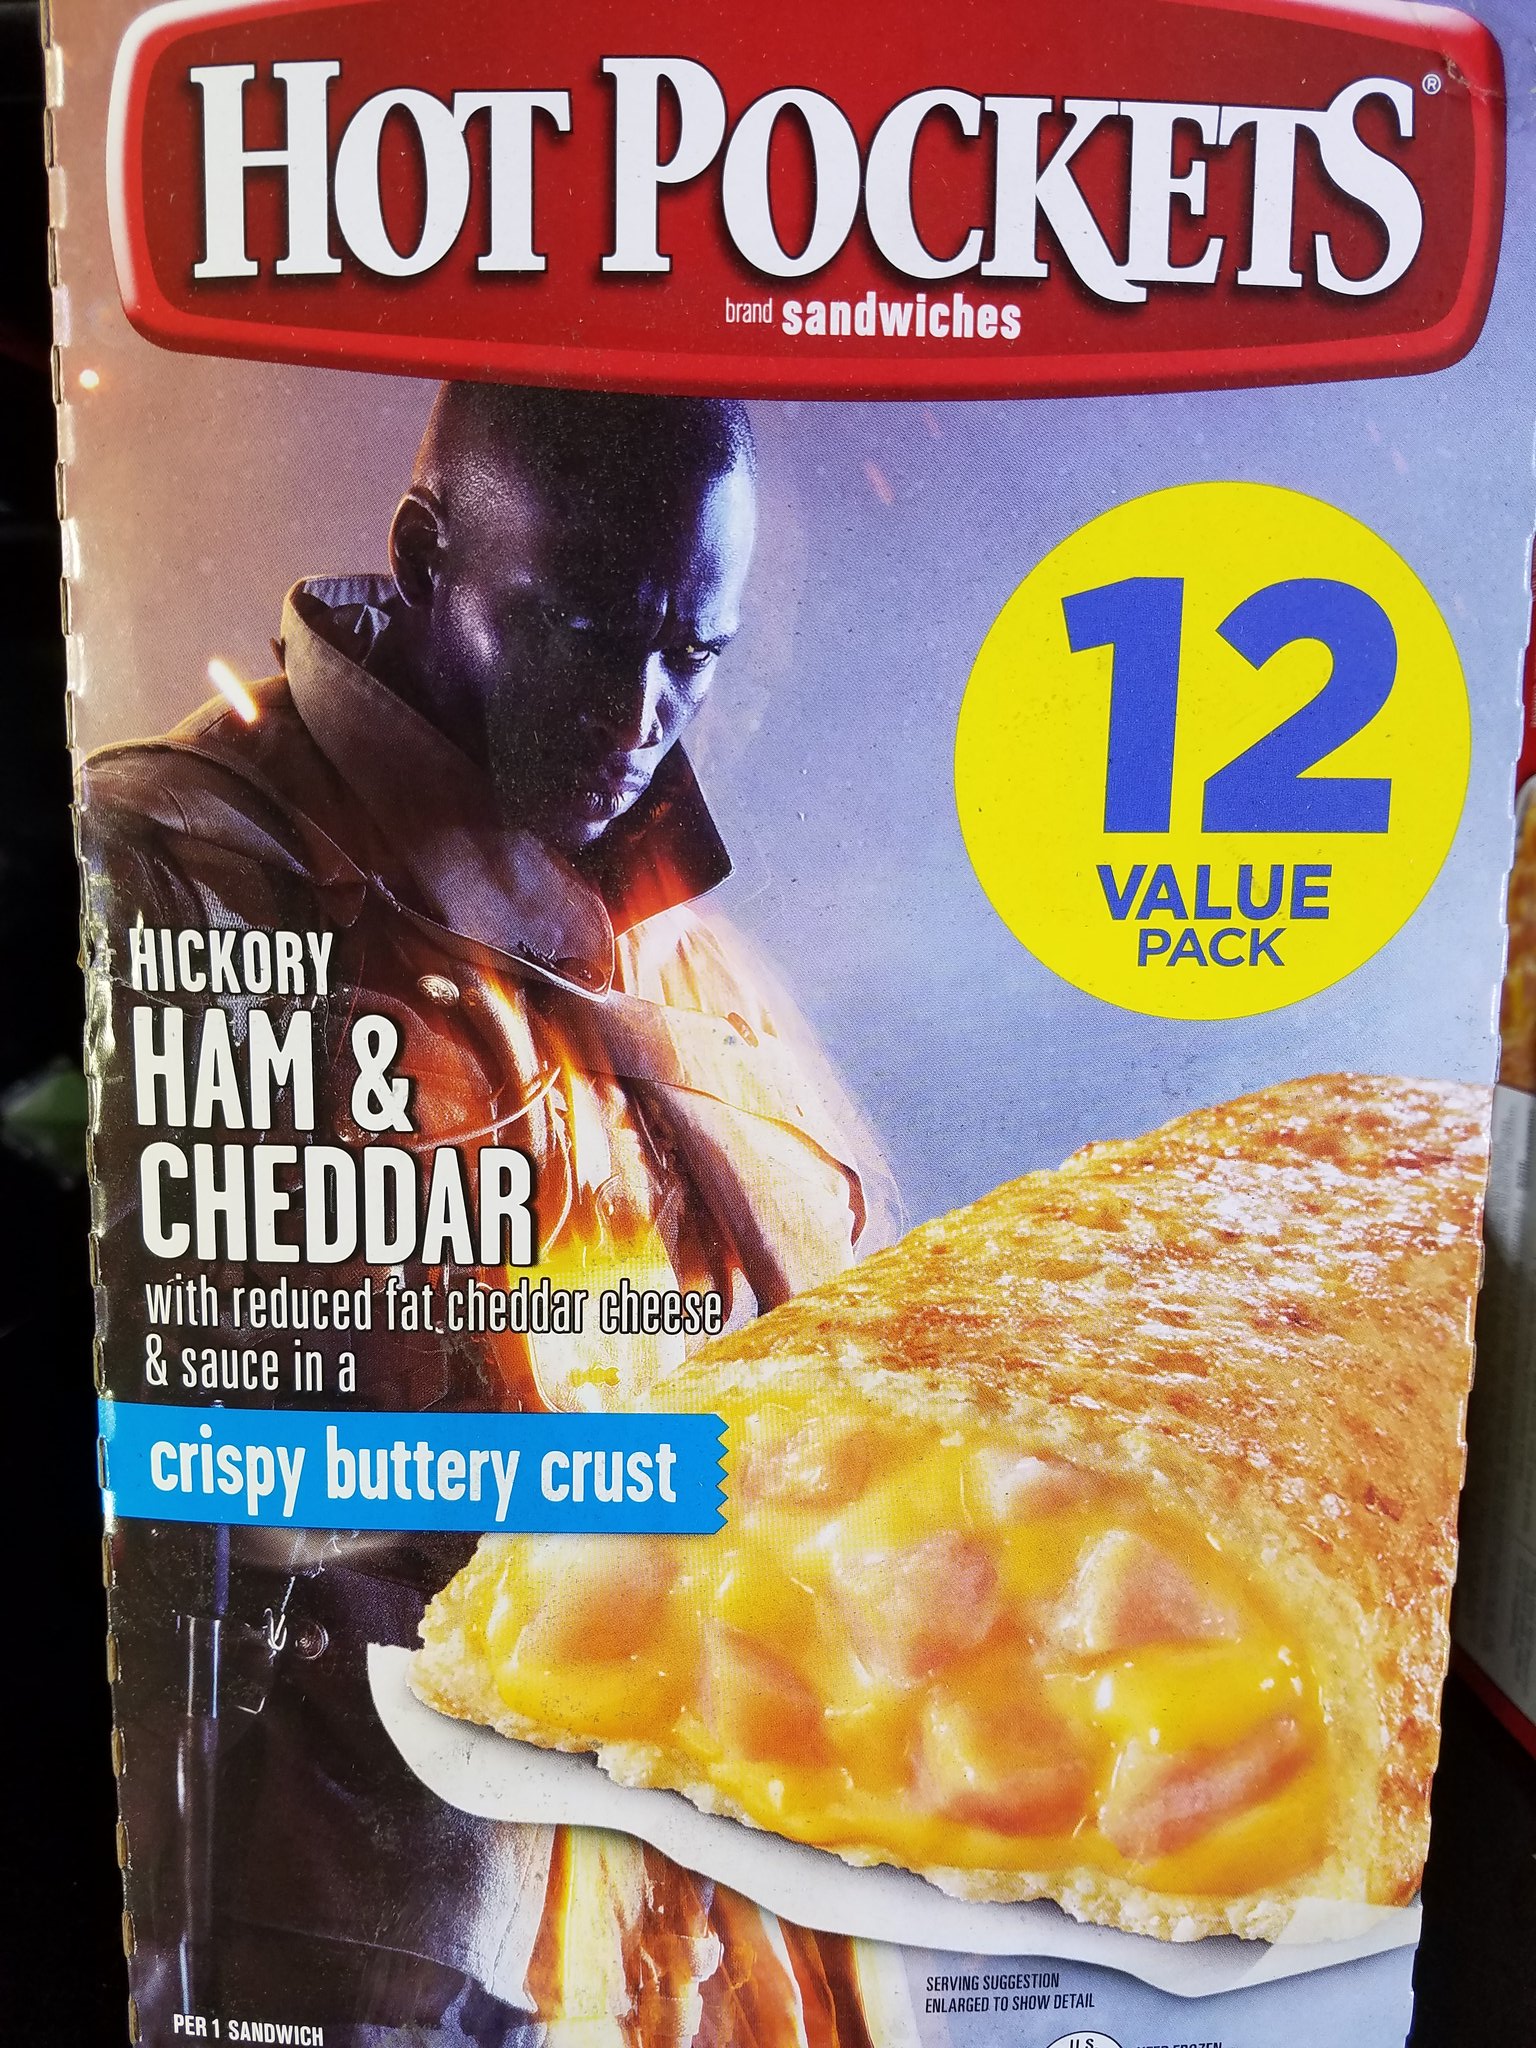 HOT POCKETS®
brand sandwiches
12
VALUE
PACK
HICKORY
HAM &
CHEDDAR
with reduced fat cheddar cheese
& sauce in a
crispy buttery crust
SERVING SUGGESTION
ENLARGED TO SHOW DETAIL
PER 1 SANDWICH
U.S.
FROZEN